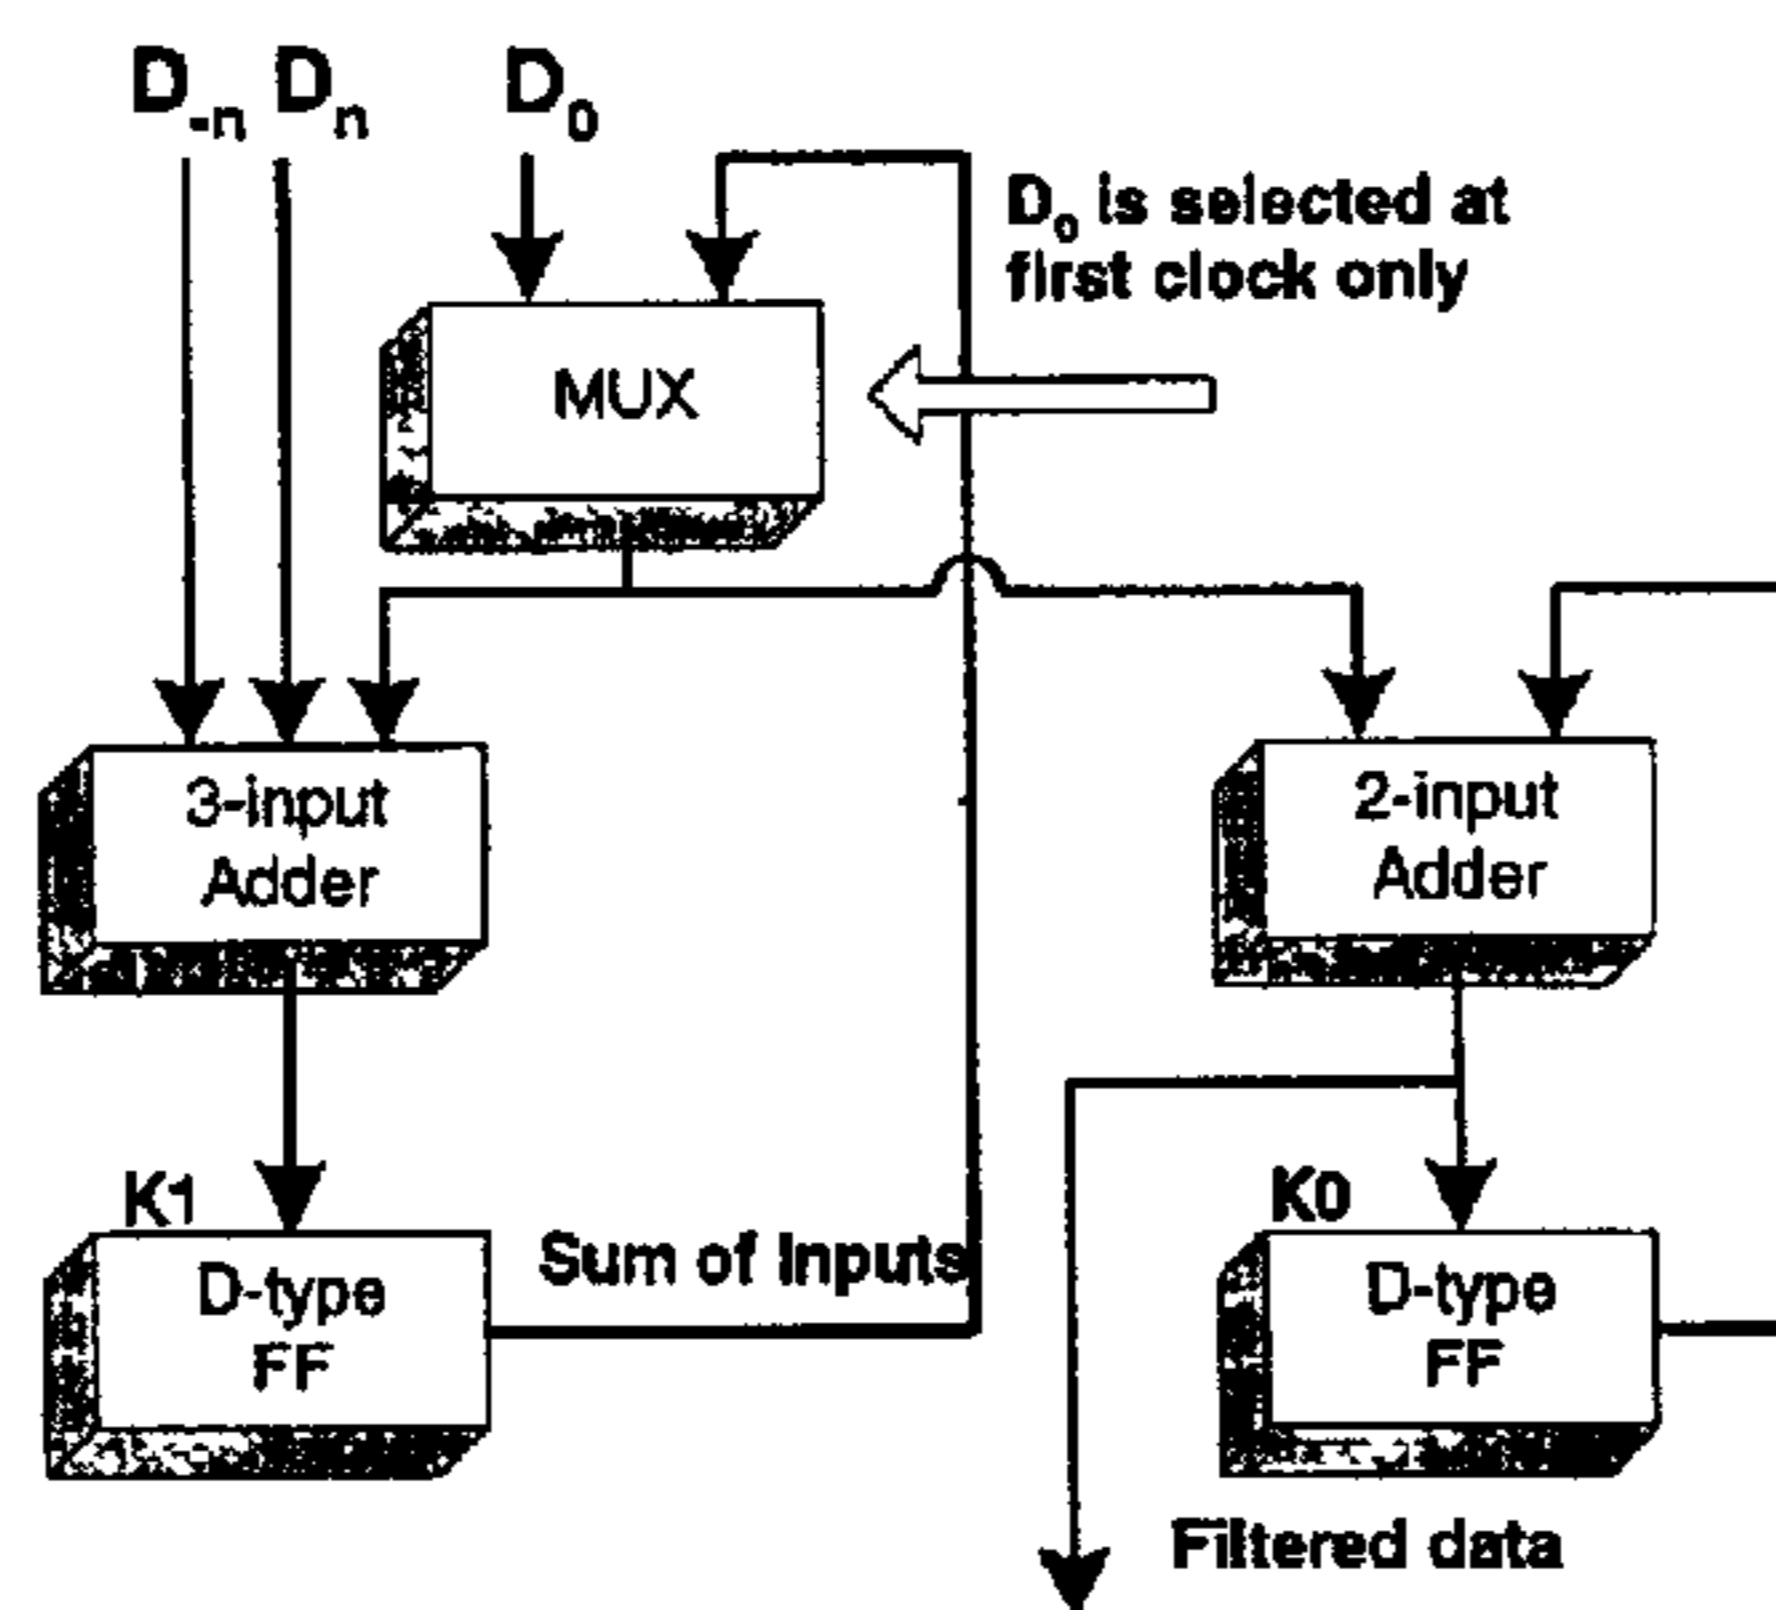 D-n Dn D0
D0 is selected at
first clock only
MUX
3-input
Adder
2-input
Adder
K1
D-type
FF
Sum of Inputs
K0
D-type
FF
Filtered data